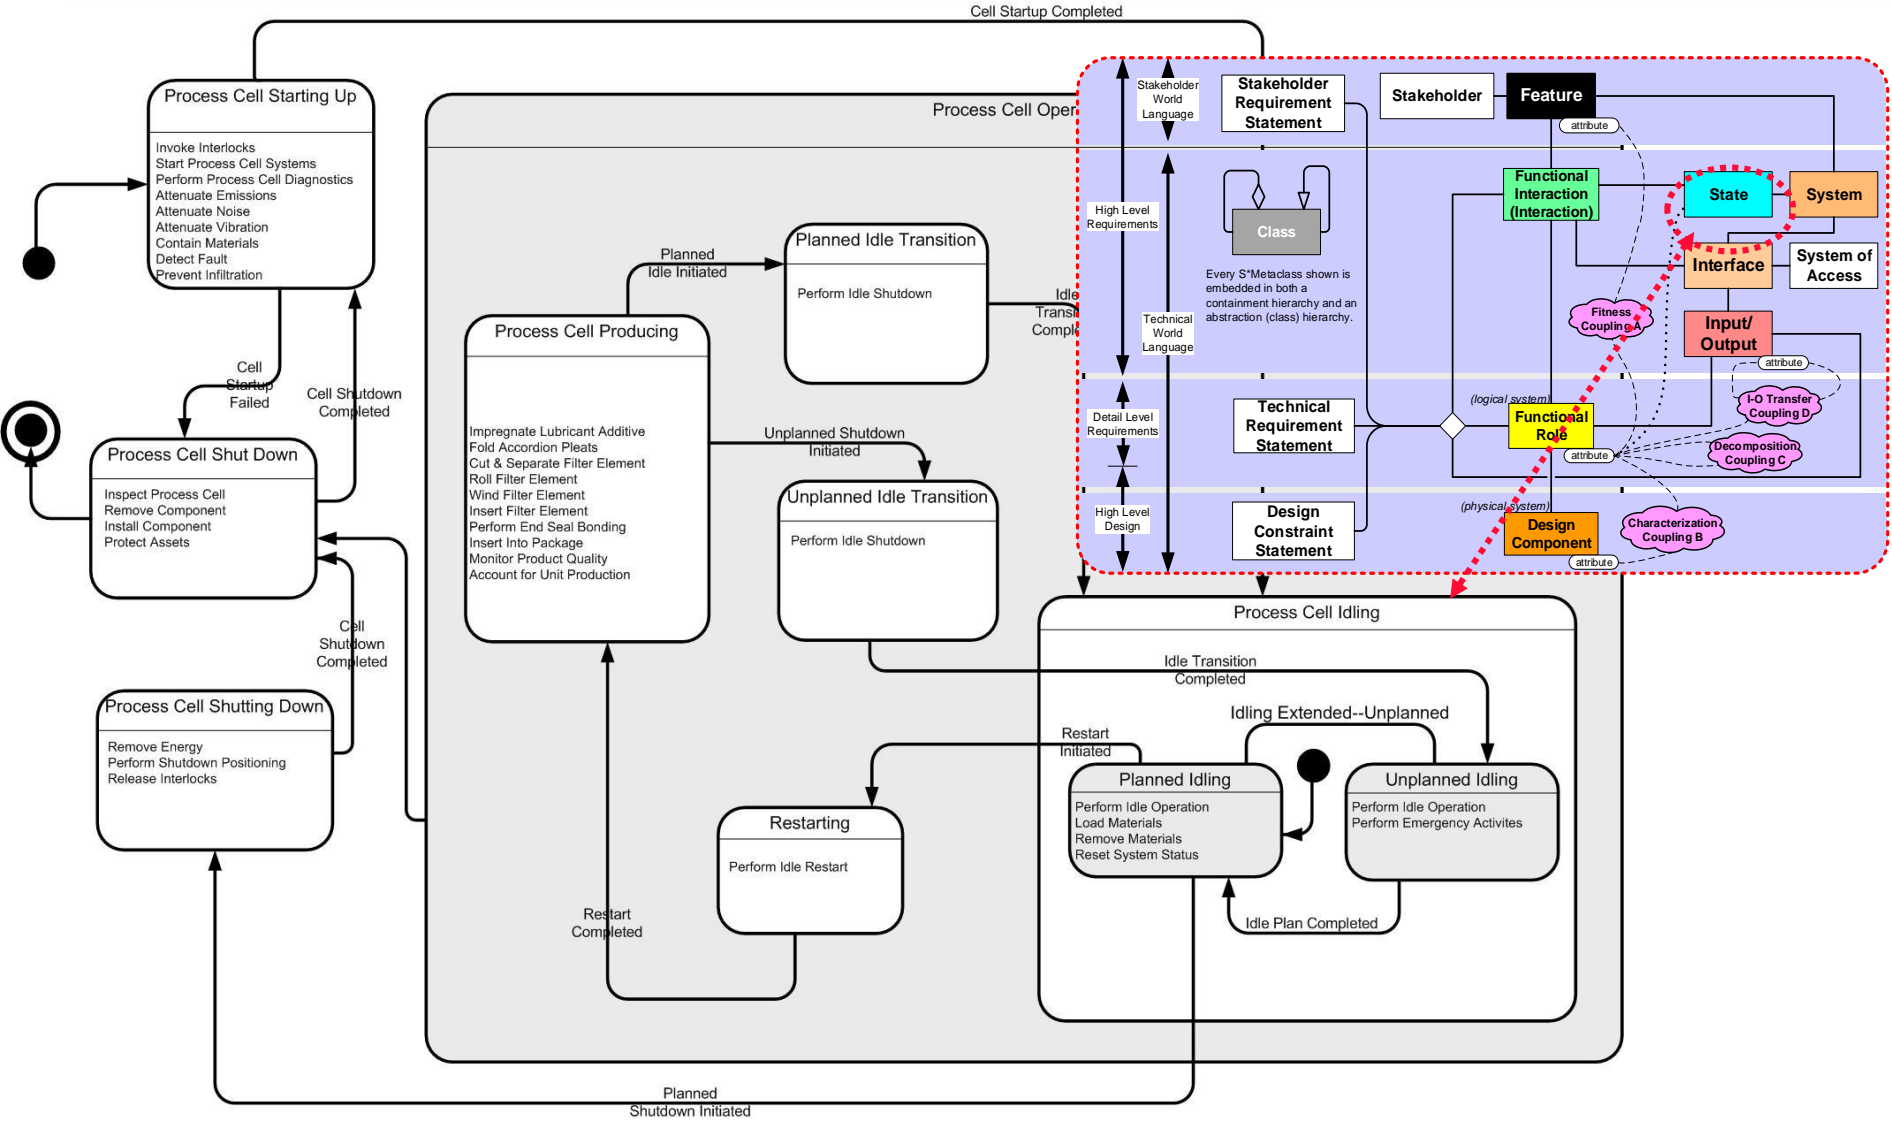 Cell Startup Completed
Process Cell Starting Up
Invoke Interlocks
Start Process Cell Systems
Perform Process Cell Diagnostics
Attenuate Emissions
Attenuate Noise
Attenuate Vibration
Contain Materials
Detect Fault
Prevent Infiltration
Cell
Startup
Failed
Cell Shutdown
Completed
Process Cell Shut Down
Inspect Process Cell
Remove Component
Install Component
Protect Assets
Cell
Shutdown
Completed
Process Cell Shutting Down
Remove Energy
Perform Shutdown Positioning
Release Interlocks
Process Cell Oper
Planned
Idle Initiated
Planned Idle Transition
Perform Idle Shutdown
Idle
Transi
Compl
Process Cell Producing
Impregnate Lubricant Additive
Fold Accordion Pleats
Cut & Separate Filter Element
Roll Filter Element
Wind Filter Element
Insert Filter Element
Perform End Seal Bonding
Insert Into Package
Monitor Product Quality
Account for Unit Production
Unplanned Shutdown
Initiated
Unplanned Idle Transition
Perform Idle Shutdown
Process Cell Idling
Idle Transition
Completed
Idling Extended--Unplanned
Restart
Initiated
Planned Idling
Perform Idle Operation
Load Materials
Remove Materials
Reset System Status
Unplanned Idling
Perform Idle Operation
Perform Emergency Activites
Idle Plan Completed
Restarting
Perform Idle Restart
Restart
Completed
Planned
Shutdown Initiated
Stakeholder
World
Language
Stakeholder
Requirement
Statement
Stakeholder
Feature
attribute
High Level
Requirements
Class
Every S*Metaclass shown is
embedded in both a
containment hierarchy and an
abstraction (class) hierarchy.
Functional
Interaction
(Interaction)
State
System
Interface
System of
Access
Technical
World
Language
Fitness
Coupling A
Input/
Output
attribute
Detail Level
Requirements
Technical
Requirement
Statement
(logical system)
Functional
Role
attribute
I-O Transfer
Coupling D
Decomposition
Coupling C
High Level
Design
Design
Constraint
Statement
(physical system)
Design
Component
attribute
Characterization
Coupling B